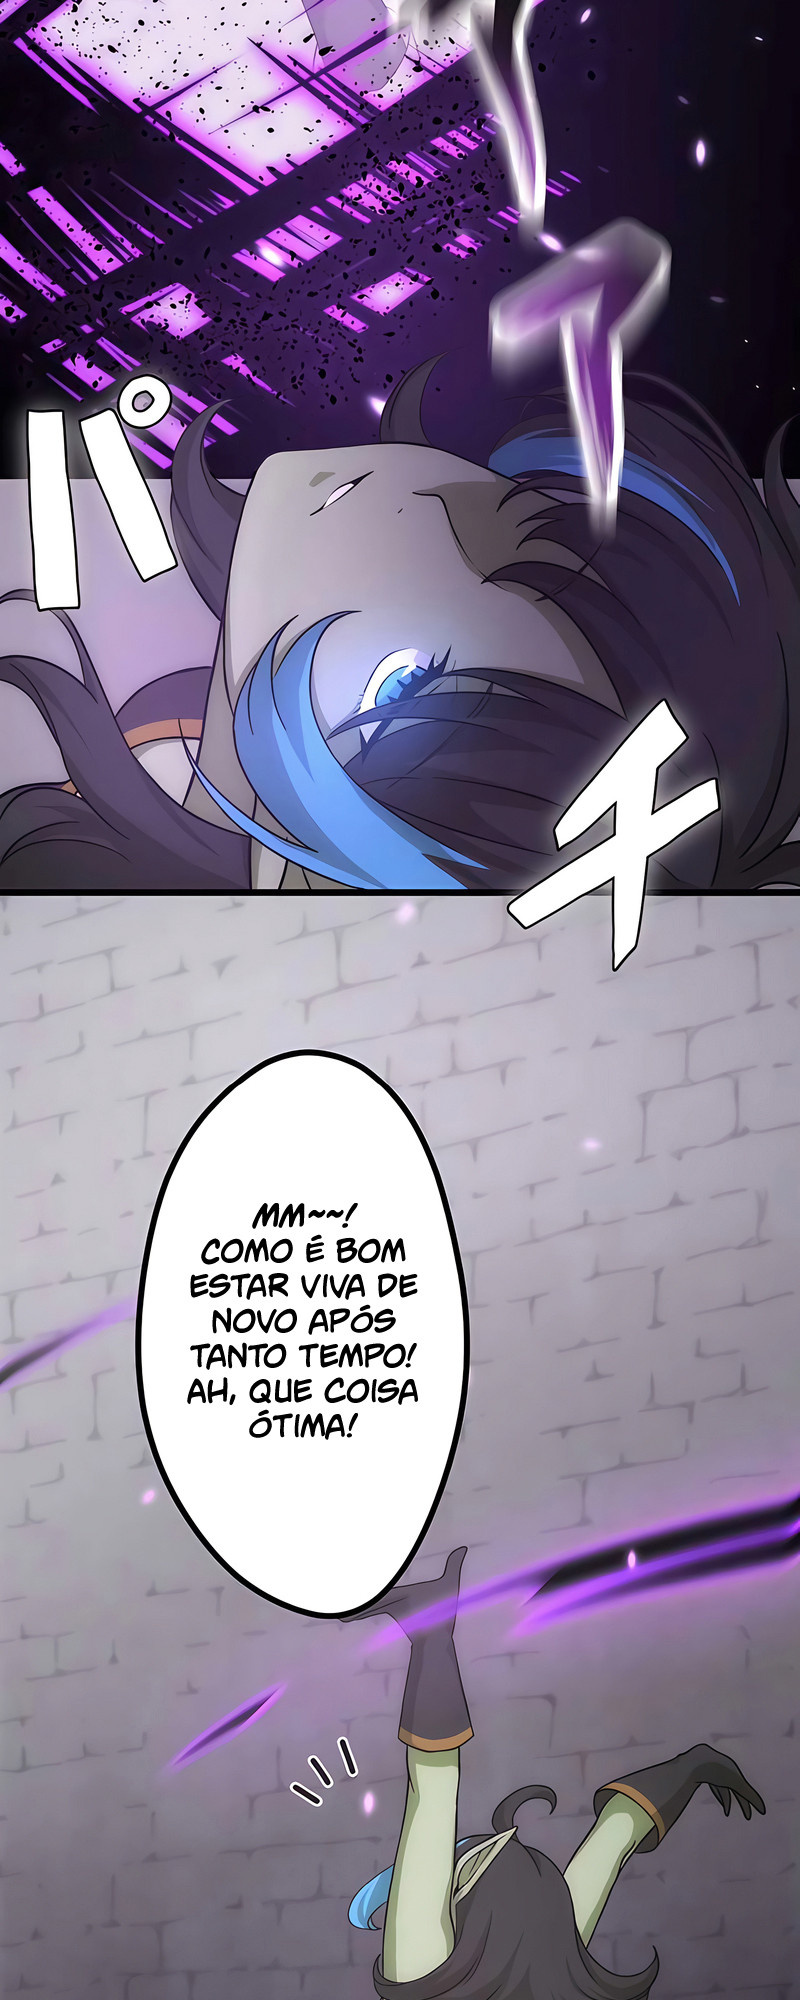 パ
チ
MM~~!
COMO É BOM
ESTAR VIVA DE
NOVO APÓS
TANTO TEMPO!
AH, QUE COISA
ÓTIMA!